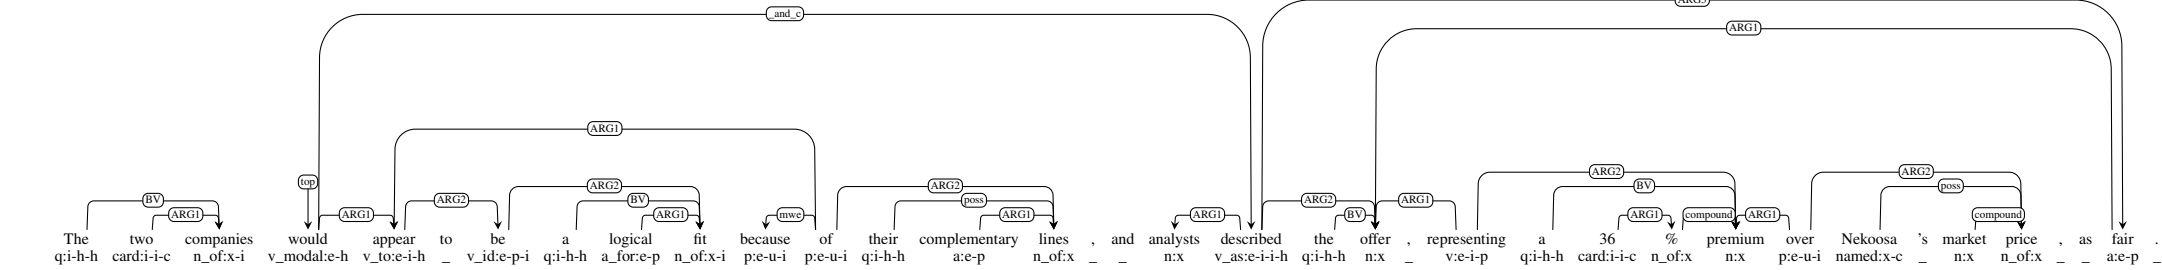 ARG3
_and_c
ARG1
ARG1
ARG2 ARG2
top
ARG2 ARG2 BV poss
BV ARG2 BV poss ARG2 ARG1
ARG1 ARG1 ARG1 mwe ARG1 ARG1 BV ARG1 compound ARG1 compound
The two companies would appear to be a logical fit because of their complementary lines , and analysts described the offer , representing a 36 % premium over Nekoosa 's market price , as fair .
q:i-h-h card:i-i-c n_of:x-i v_modal:e-h v_to:e-i-h _ v_id:e-p-i q:i-h-h a_for:e-p n_of:x-i p:e-u-i p:e-u-i q:i-h-h a:e-p n_of:x _ _ n:x v_as:e-i-i-h q:i-h-h n:x _ v:e-i-p q:i-h-h card:i-i-c n_of:x n:x p:e-u-i named:x-c _ n:x n_of:x _ _ a:e-p _